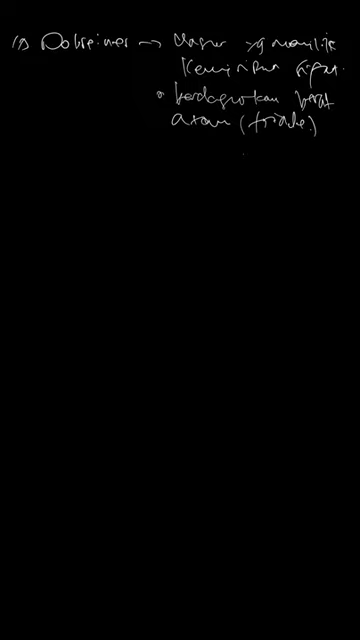 1) Dobreiner → Unsur yg memiliki
kemiripan sifat.
• berdasarkan berat
atom (triade)